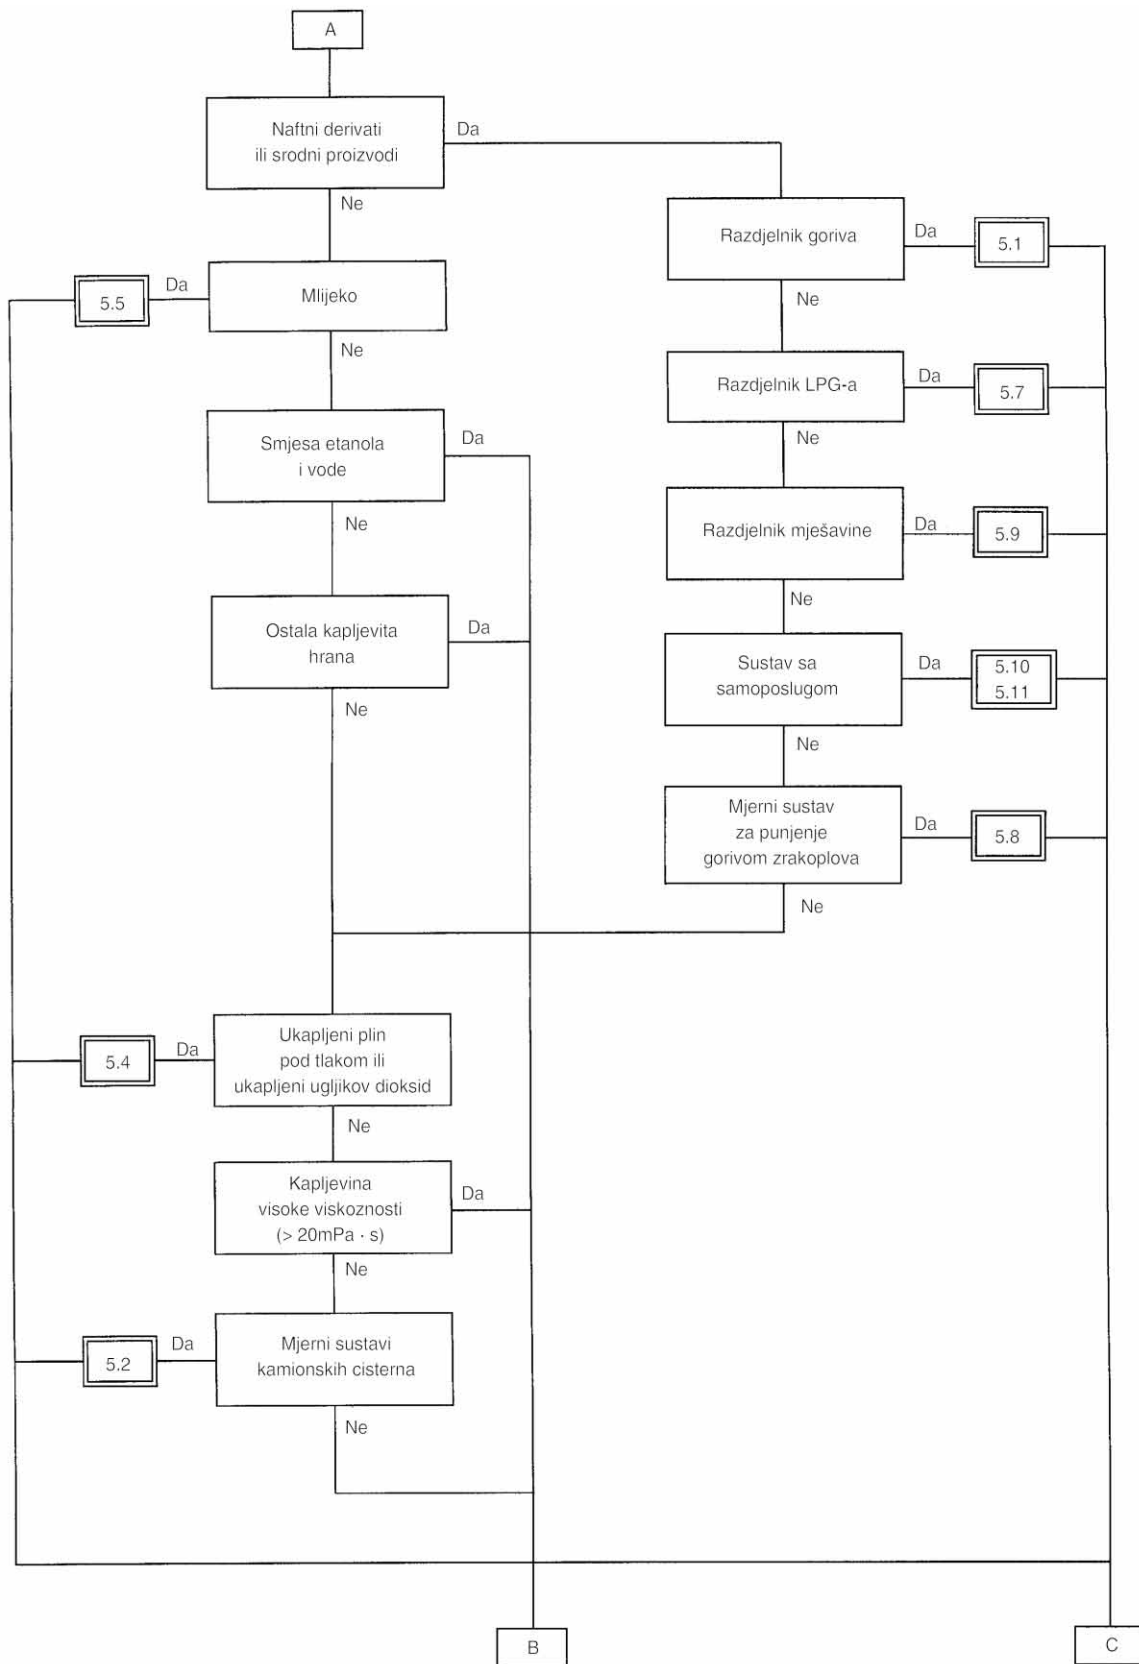 A
Naftni derivati
ili srodni proizvodi
Da
Ne
Razdjelnik goriva
Da
5.1
Ne
5.5
Da
Mlijeko
Ne
Razdjelnik LPG-a
Da
5.7
Ne
Smjesa etanola
i vode
Da
Ne
Razdjelnik mješavine
Da
5.9
Ne
Ostala kapljevita
hrana
Da
Ne
Sustav sa
samoposlugom
Da
5.10
5.11
Ne
Mjerni sustav
za punjenje
gorivom zrakoplova
Da
5.8
Ne
5.4
Da
Ukapljeni plin
pod tlakom ili
ukapljeni ugljikov dioksid
Ne
Kapljevina
visoke viskoznosti
(> 20mPa · s)
Da
Ne
5.2
Da
Mjerni sustavi
kamionskih cisterna
Ne
B
C